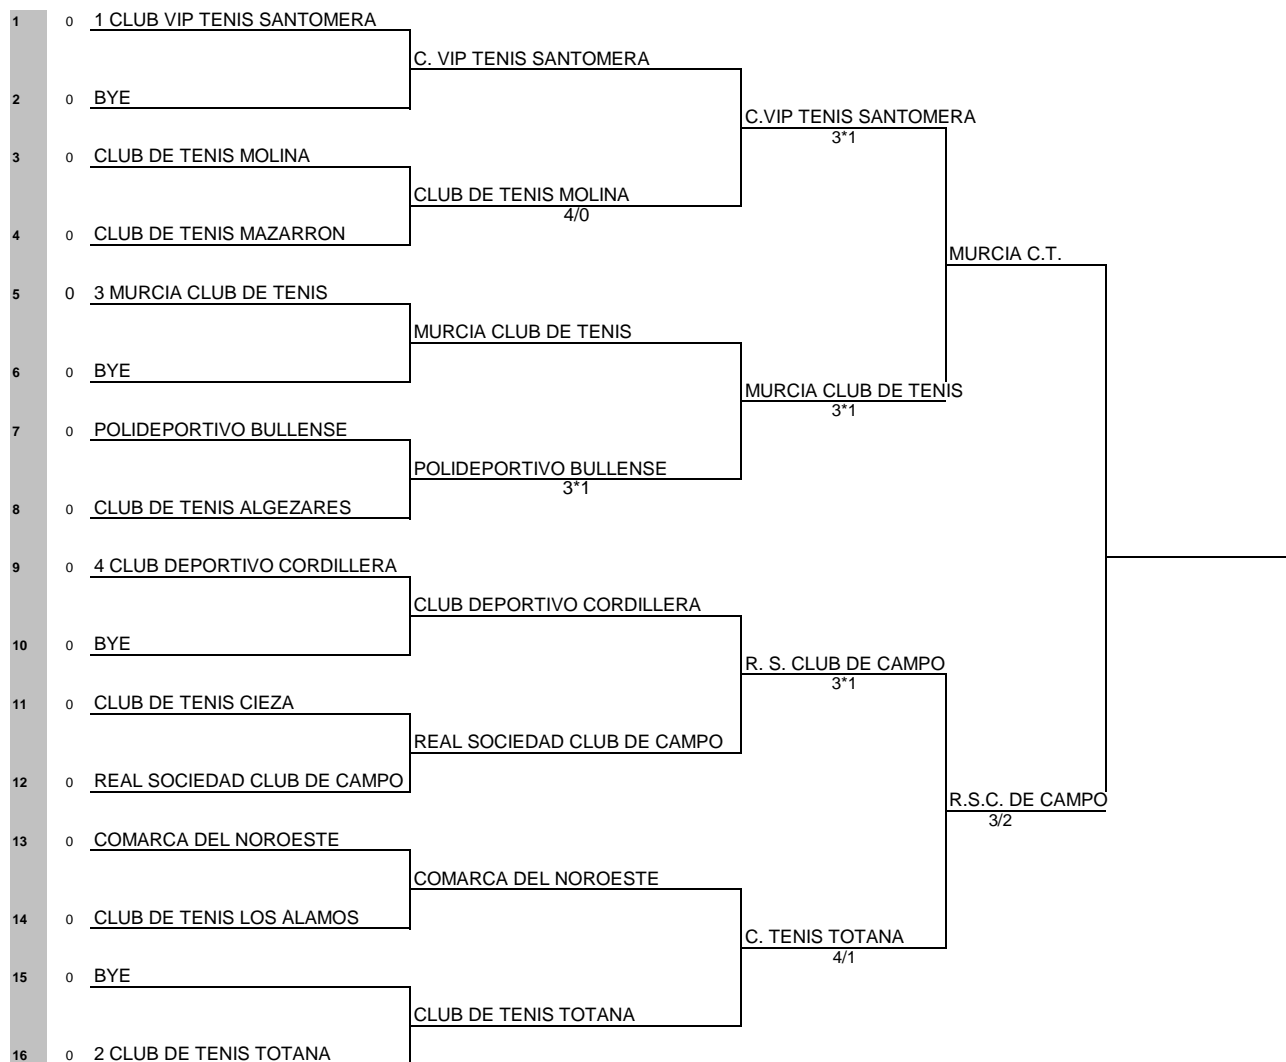 1 0 1 CLUB VIP TENIS SANTOMERA
C. VIP TENIS SANTOMERA
2 0 BYE
C.VIP TENIS SANTOMERA
3*1
3 0 CLUB DE TENIS MOLINA
CLUB DE TENIS MOLINA
4/0
4 0 CLUB DE TENIS MAZARRON
MURCIA C.T.
5 0 3 MURCIA CLUB DE TENIS
MURCIA CLUB DE TENIS
6 0 BYE
MURCIA CLUB DE TENIS
3*1
7 0 POLIDEPORTIVO BULLENSE
POLIDEPORTIVO BULLENSE
3*1
8 0 CLUB DE TENIS ALGEZARES
9 0 4 CLUB DEPORTIVO CORDILLERA
CLUB DEPORTIVO CORDILLERA
10 0 BYE
R. S. CLUB DE CAMPO
3*1
11 0 CLUB DE TENIS CIEZA
REAL SOCIEDAD CLUB DE CAMPO
12 0 REAL SOCIEDAD CLUB DE CAMPO
R.S.C. DE CAMPO
3/2
13 0 COMARCA DEL NOROESTE
COMARCA DEL NOROESTE
14 0 CLUB DE TENIS LOS ALAMOS
C. TENIS TOTANA
4/1
15 0 BYE
CLUB DE TENIS TOTANA
16 0 2 CLUB DE TENIS TOTANA